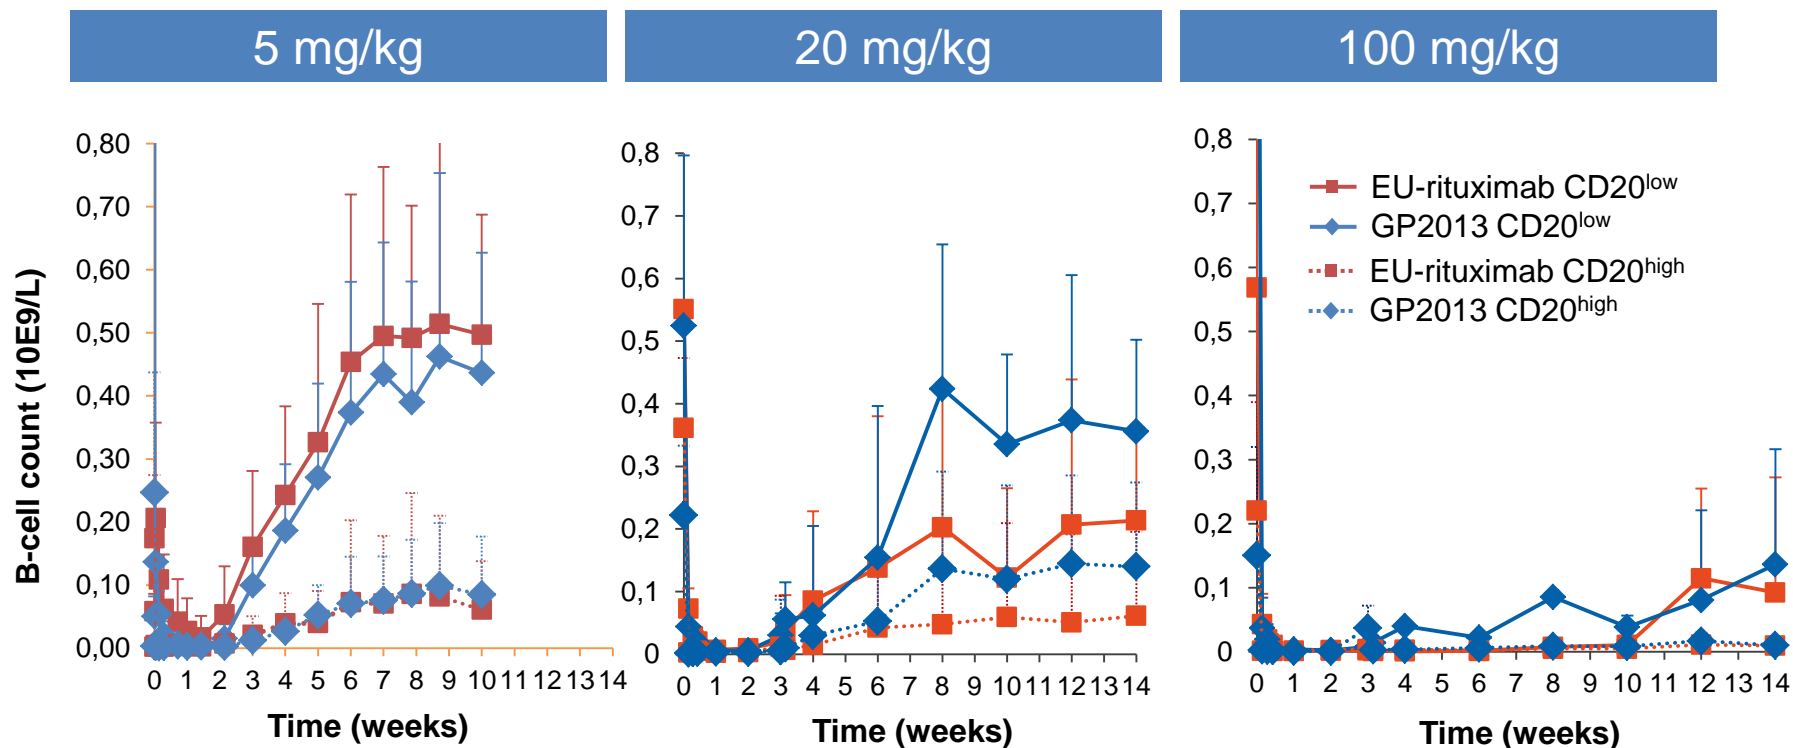 5 mg/kg
20 mg/kg
100 mg/kg
B-cell count (10E9/L)
0,80
0,70
0,60
0,50
0,40
0,30
0,20
0,10
0,00
0 1 2 3 4 5 6 7 8 9 10 11 12 13 14
Time (weeks)
0,8
0,7
0,6
0,5
0,4
0,3
0,2
0,1
0
0 1 2 3 4 6 8 10 11 12 13 14
Time (weeks)
0,8
0,7
0,6
0,5
0,4
0,3
0,2
0,1
0
0 1 2 3 4 6 8 10 11 12 13 14
Time (weeks)
EU-rituximab CD20low
GP2013 CD20low
EU-rituximab CD20high
GP2013 CD20high